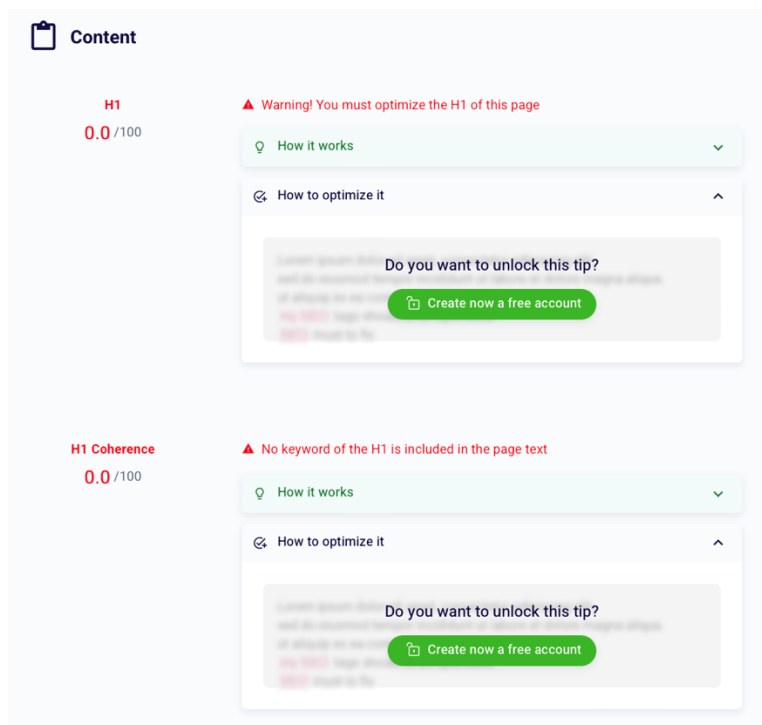 Content
H1
0.0 /100
Warning! You must optimize the H1 of this page
How it works
How to optimize it
Do you want to unlock this tip?
Create now a free account
H1 Coherence
0.0 /100
No keyword of the H1 is included in the page text
How it works
How to optimize it
Do you want to unlock this tip?
Create now a free account